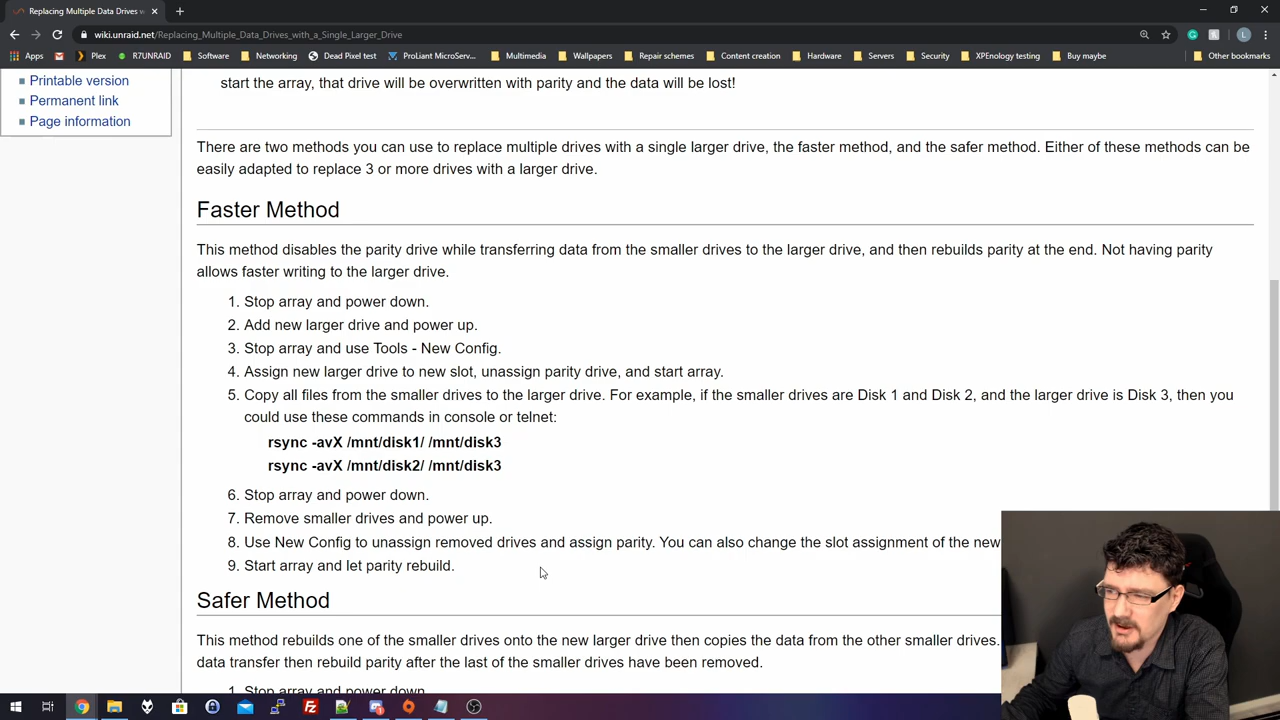 Replacing Multiple Data Drives
wiki.unraid.net/Replacing_Multiple_Data_Drives_with_a_Single_Larger_Drive
Apps Plex R7UNRAID Software Networking Dead Pixel test ProLiant MicroServ... Multimedia Wallpapers Repair schemes Content creation Hardware Servers Security XPEnology testing Buy maybe Other bookmarks
Printable version
Permanent link
Page information
start the array, that drive will be overwritten with parity and the data will be lost!
There are two methods you can use to replace multiple drives with a single larger drive, the faster method, and the safer method. Either of these methods can be
easily adapted to replace 3 or more drives with a larger drive.
Faster Method
This method disables the parity drive while transferring data from the smaller drives to the larger drive, and then rebuilds parity at the end. Not having parity
allows faster writing to the larger drive.
1. Stop array and power down.
2. Add new larger drive and power up.
3. Stop array and use Tools - New Config.
4. Assign new larger drive to new slot, unassign parity drive, and start array.
5. Copy all files from the smaller drives to the larger drive. For example, if the smaller drives are Disk 1 and Disk 2, and the larger drive is Disk 3, then you
could use these commands in console or telnet:
rsync -avX /mnt/disk1/ /mnt/disk3
rsync -avX /mnt/disk2/ /mnt/disk3
6. Stop array and power down.
7. Remove smaller drives and power up.
8. Use New Config to unassign removed drives and assign parity. You can also change the slot assignment of the new
9. Start array and let parity rebuild.
Safer Method
This method rebuilds one of the smaller drives onto the new larger drive then copies the data from the other smaller drives.
data transfer then rebuild parity after the last of the smaller drives have been removed.
1. Stop array and power down